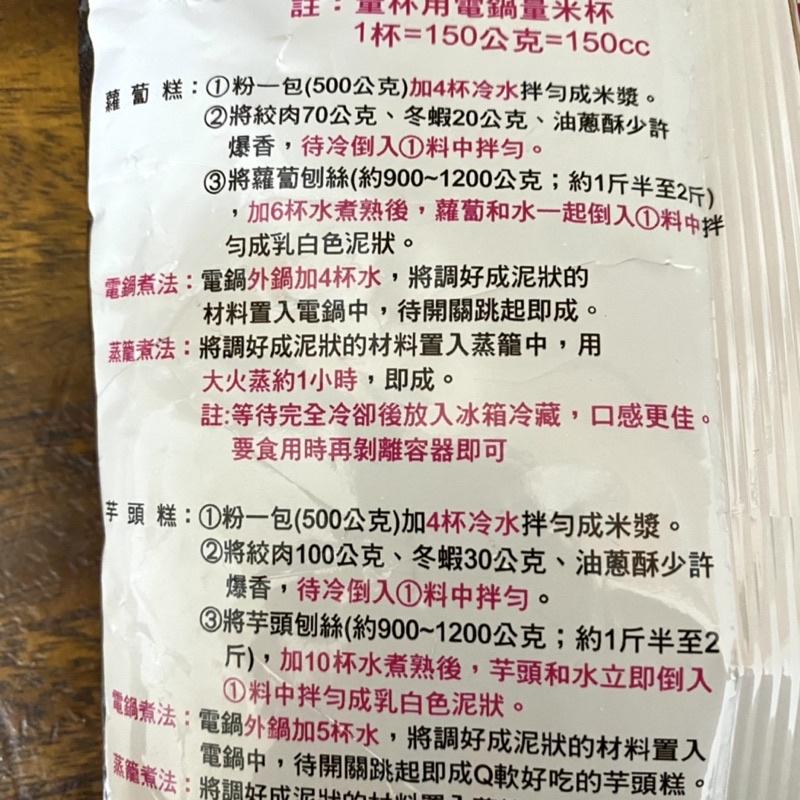 註：量杯用電鍋量米杯
1杯=150公克=150cc
蘿蔔糕：①粉一包(500公克)加4杯冷水拌勻成米漿。
②將絞肉70公克、冬蝦20公克、油蔥酥少許
爆香，待冷倒入①料中拌勻。
③將蘿蔔刨絲(約900~1200公克；約1斤半至2斤)
，加6杯水煮熟後，蘿蔔和水一起倒入①料中拌
勻成乳白色泥狀。
電鍋煮法：電鍋外鍋加4杯水，將調好成泥狀的
材料置入電鍋中，待開關跳起即成。
蒸籠煮法：將調好成泥狀的材料置入蒸籠中，用
大火蒸約1小時，即成。
註:等待完全冷卻後放入冰箱冷藏，口感更佳。
要食用時再剝離容器即可
芋頭糕：①粉一包(500公克)加4杯冷水拌勻成米漿。
②將絞肉100公克、冬蝦30公克、油蔥酥少許
爆香，待冷倒入①料中拌勻。
③將芋頭刨絲(約900~1200公克；約1斤半至2
斤)，加10杯水煮熟後，芋頭和水立即倒入
①料中拌勻成乳白色泥狀。
電鍋煮法：電鍋外鍋加5杯水，將調好成泥狀的材料置入
電鍋中，待開關跳起即成Q軟好吃的芋頭糕。
蒸籠煮法：將調好成泥狀的材料置入蒸